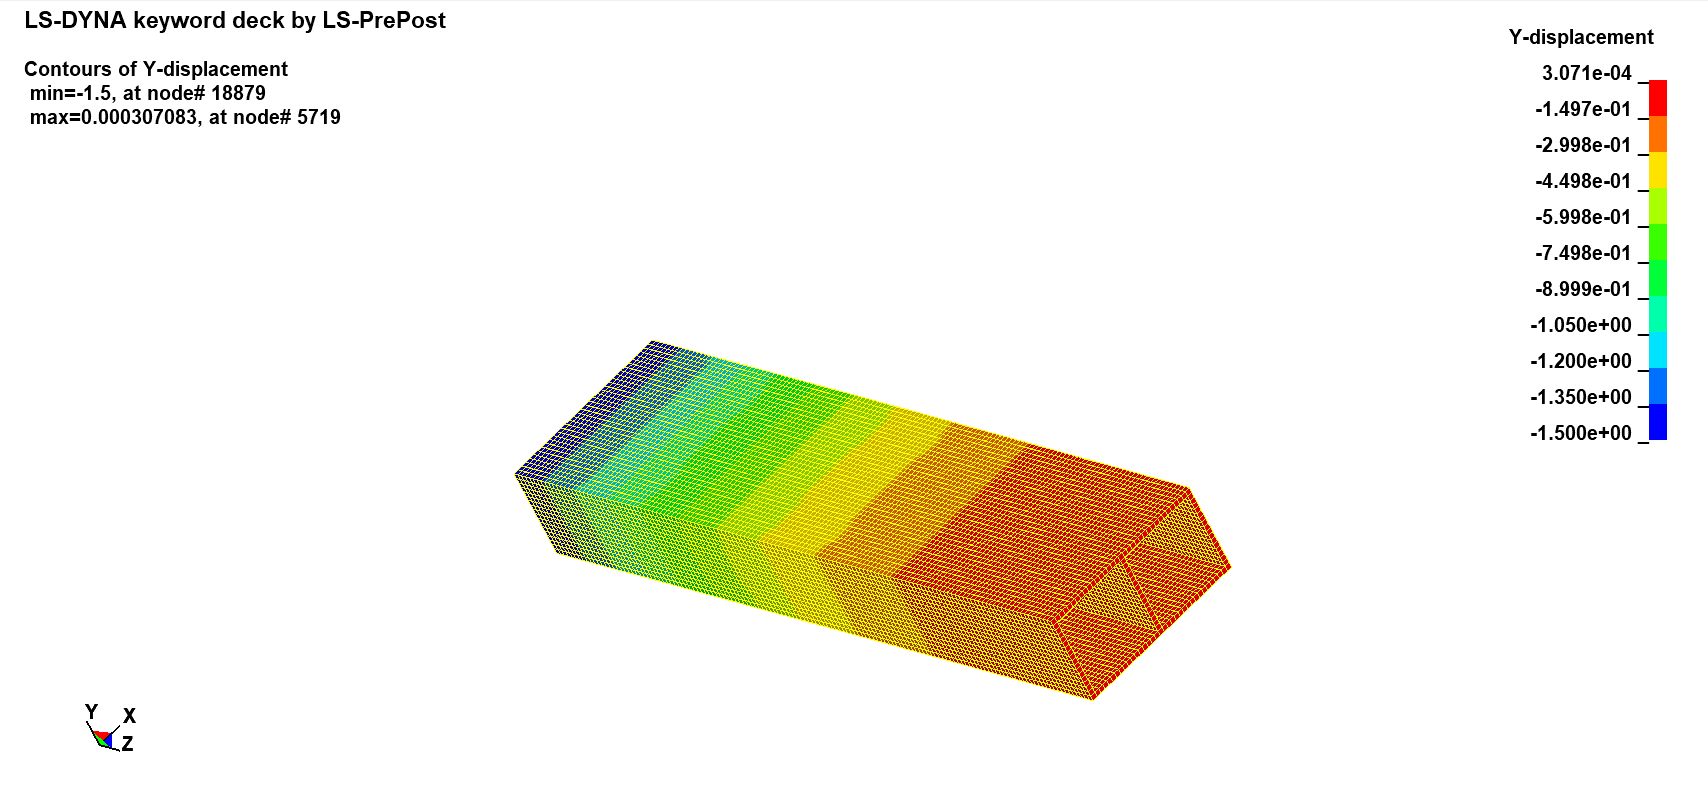 LS-DYNA keyword deck by LS-PrePost
Contours of Y-displacement
min=-1.5, at node# 18879
max=0.000307083, at node# 5719
Y-displacement
3.071e-04
-1.497e-01
-2.998e-01
-4.498e-01
-5.998e-01
-7.498e-01
-8.999e-01
-1.050e+00
-1.200e+00
-1.350e+00
-1.500e+00
Y
X
Z